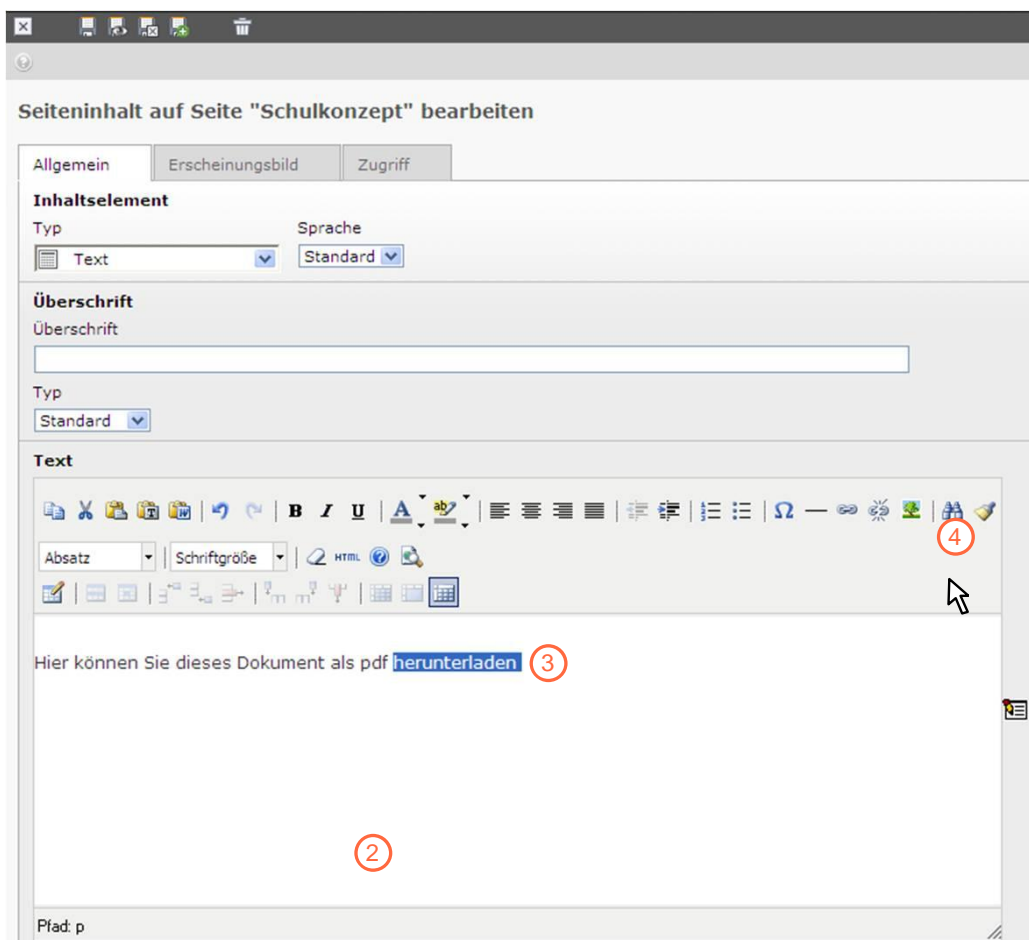 Seiteninhalt auf Seite "Schulkonzept" bearbeiten
Allgemein Erscheinungsbild Zugriff
Inhaltselement
Typ Sprache
Text Standard
Überschrift
Überschrift
Typ
Standard
Text
B I U A ab Ω
4
Absatz Schriftgröße HTML
Hier können Sie dieses Dokument als pdf herunterladen 3
2
Pfad: p